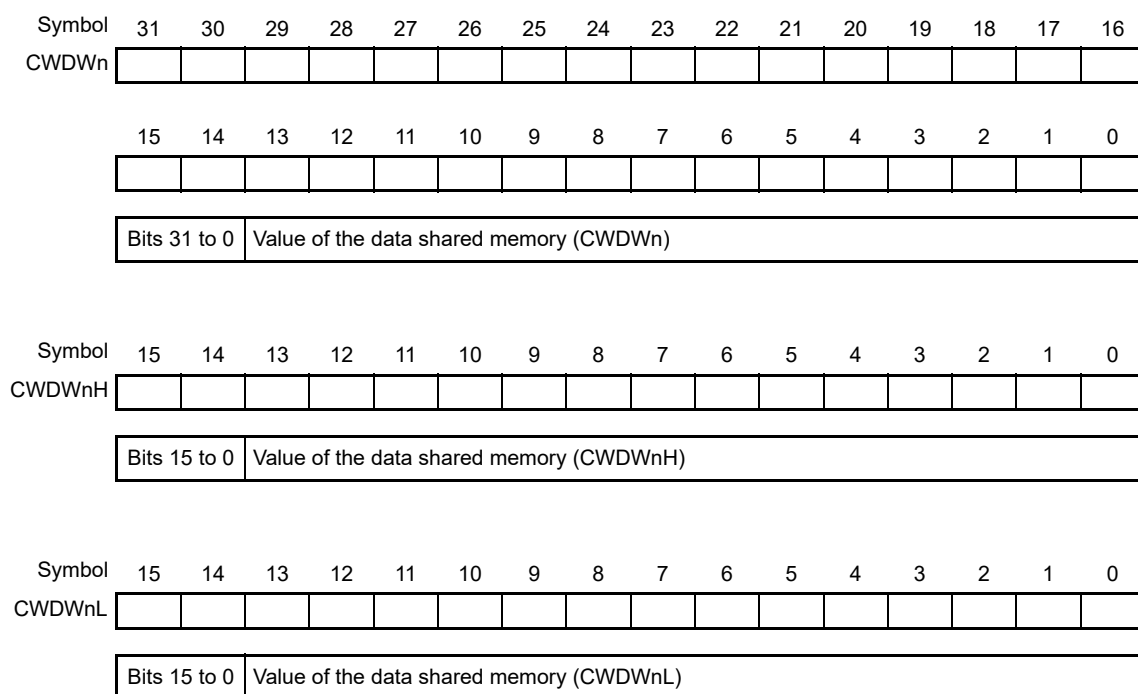 Symbol 31 30 29 28 27 26 25 24 23 22 21 20 19 18 17 16
CWDWn
15 14 13 12 11 10 9 8 7 6 5 4 3 2 1 0
Bits 31 to 0 Value of the data shared memory (CWDWn)
Symbol 15 14 13 12 11 10 9 8 7 6 5 4 3 2 1 0
CWDWnH
Bits 15 to 0 Value of the data shared memory (CWDWnH)
Symbol 15 14 13 12 11 10 9 8 7 6 5 4 3 2 1 0
CWDWnL
Bits 15 to 0 Value of the data shared memory (CWDWnL)